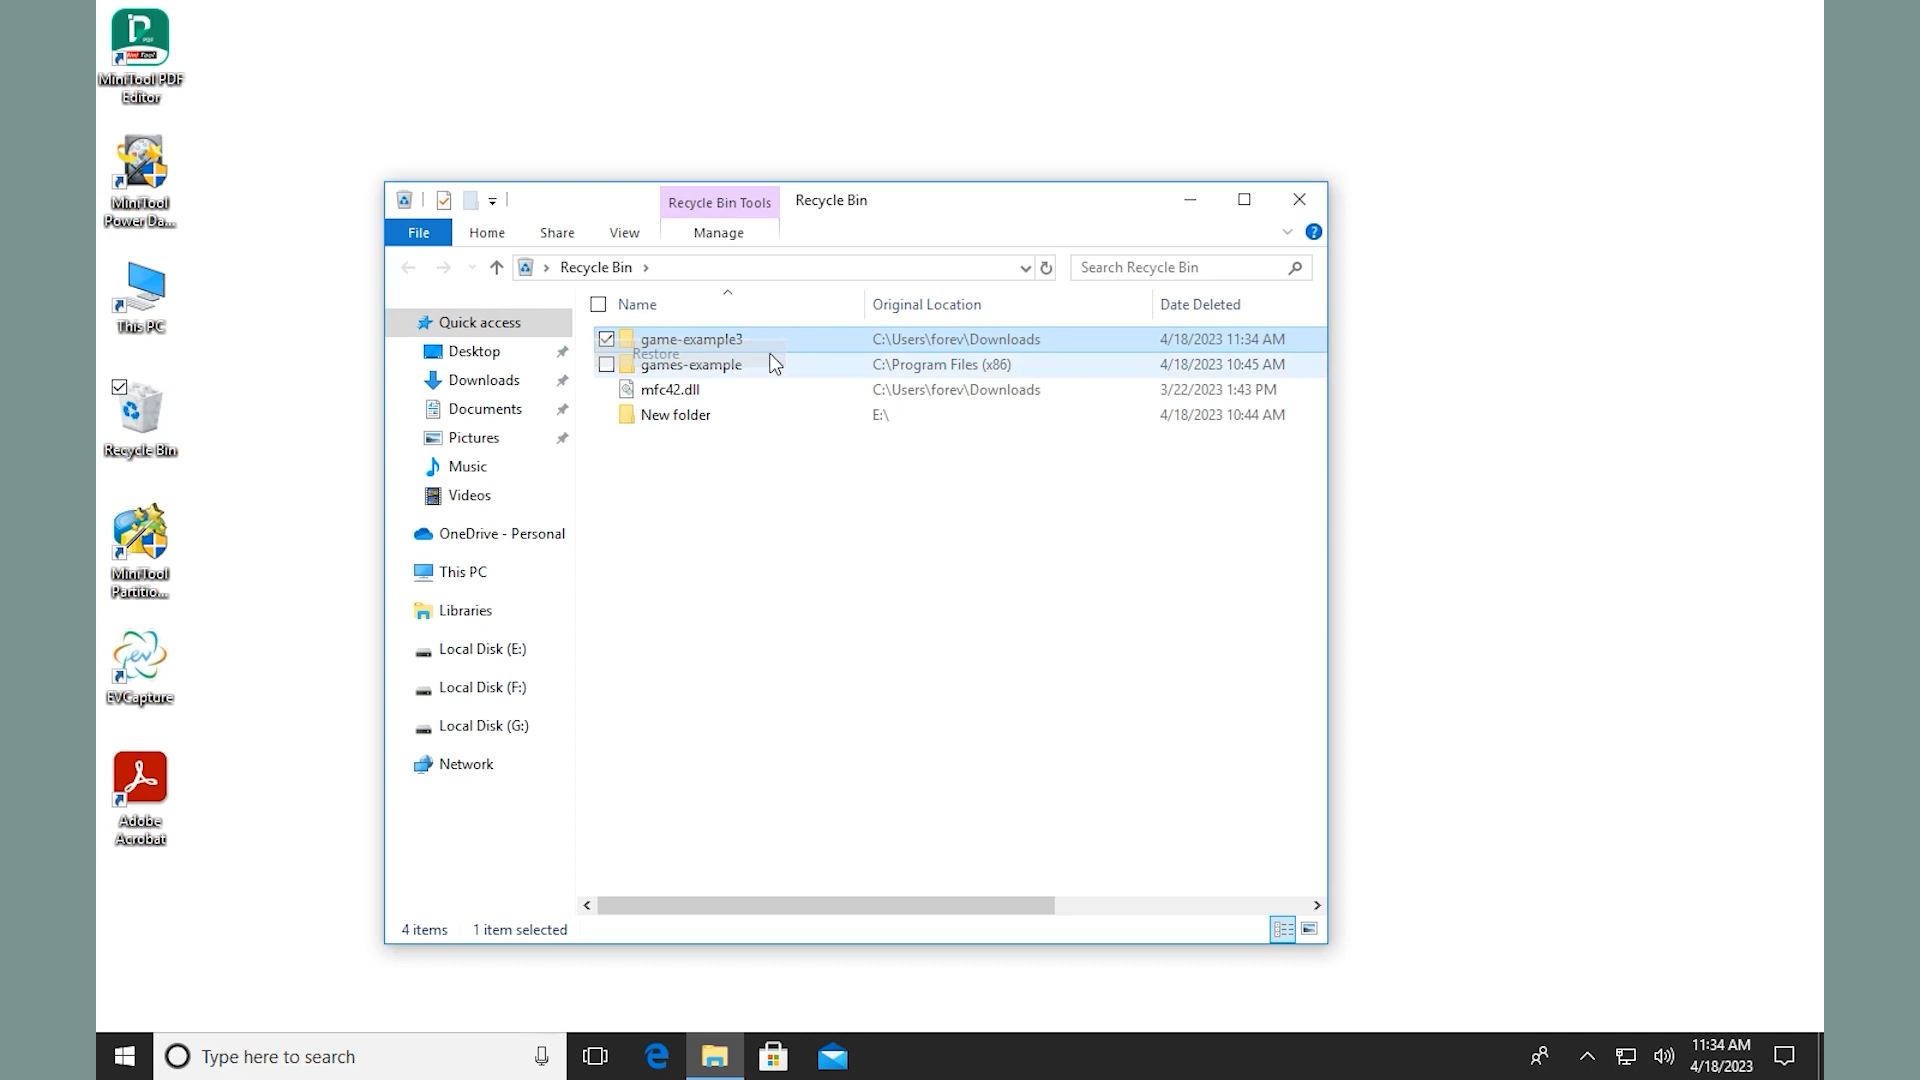 MiniTool PDF
Editor
MiniTool
Power Da...
This PC
Recycle Bin
MiniTool
Partitio...
EVCapture
Adobe
Acrobat
Recycle Bin Tools
Recycle Bin
File
Home
Share
View
Manage
Recycle Bin
Search Recycle Bin
Name
Original Location
Date Deleted
Quick access
Desktop
Downloads
Documents
Pictures
Music
Videos
OneDrive - Personal
This PC
Libraries
Local Disk (E:)
Local Disk (F:)
Local Disk (G:)
Network
game-example3 C:\Users\forev\Downloads 4/18/2023 11:34 AM
Restore
games-example C:\Program Files (x86) 4/18/2023 10:45 AM
mfc42.dll C:\Users\forev\Downloads 3/22/2023 1:43 PM
New folder E:\ 4/18/2023 10:44 AM
4 items 1 item selected
Type here to search
11:34 AM
4/18/2023